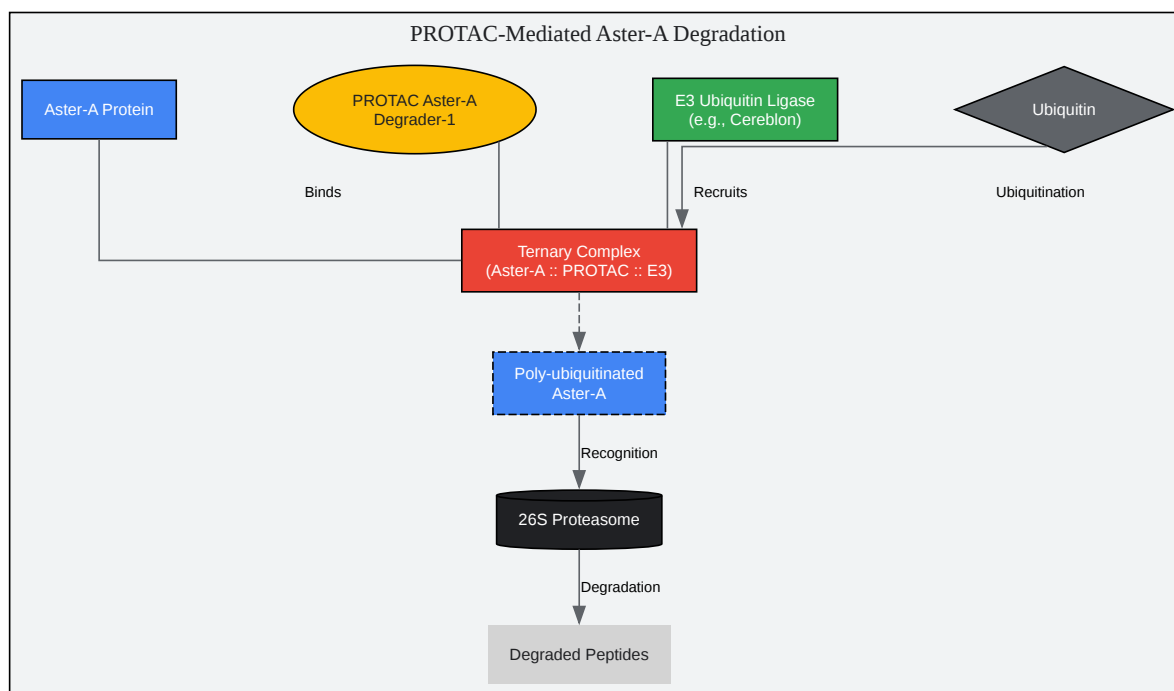 PROTAC-Mediated Aster-A Degradation
Aster-A Protein
PROTAC Aster-A
Degrader-1
E3 Ubiquitin Ligase
(e.g., Cereblon)
Ubiquitin
Binds
Recruits
Ubiquitination
Ternary Complex
(Aster-A :: PROTAC :: E3)
Poly-ubiquitinated
Aster-A
Recognition
26S Proteasome
Degradation
Degraded Peptides